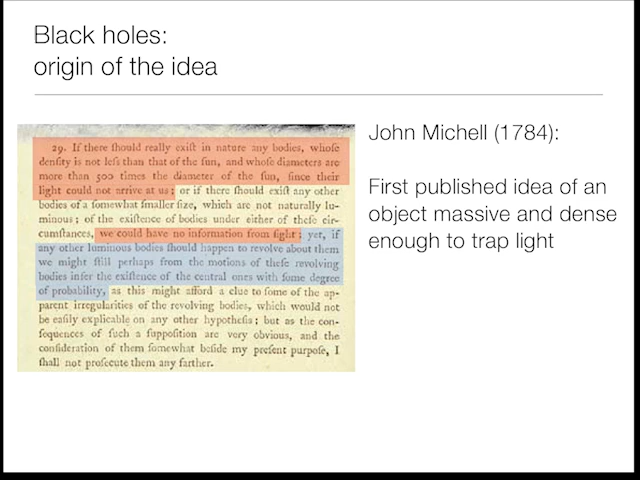 Black holes:
origin of the idea
29. If there ſhould really exiſt in nature any bodies, whoſe
denſity is not leſs than that of the ſun, and whoſe diameters are
more than 500 times the diameter of the ſun, ſince their
light could not arrive at us; or if there ſhould exiſt any other
bodies of a ſomewhat ſmaller ſize, which are not naturally lu-
minous; of the exiſtence of bodies under either of theſe cir-
cumſtances, we could have no information from ſight; yet, if
any other luminous bodies ſhould happen to revolve about them
we might ſtill perhaps from the motions of theſe revolving
bodies infer the exiſtence of the central ones with ſome degree
of probability, as this might afford a clue to ſome of the ap-
parent irregularities of the revolving bodies, which would not
be eaſily explicable on any other hypotheſis; but as the con-
ſequences of ſuch a ſuppoſition are very obvious, and the
conſideration of them ſomewhat beſide my preſent purpoſe, I
ſhall not proſecute them any farther.
John Michell (1784):
First published idea of an
object massive and dense
enough to trap light